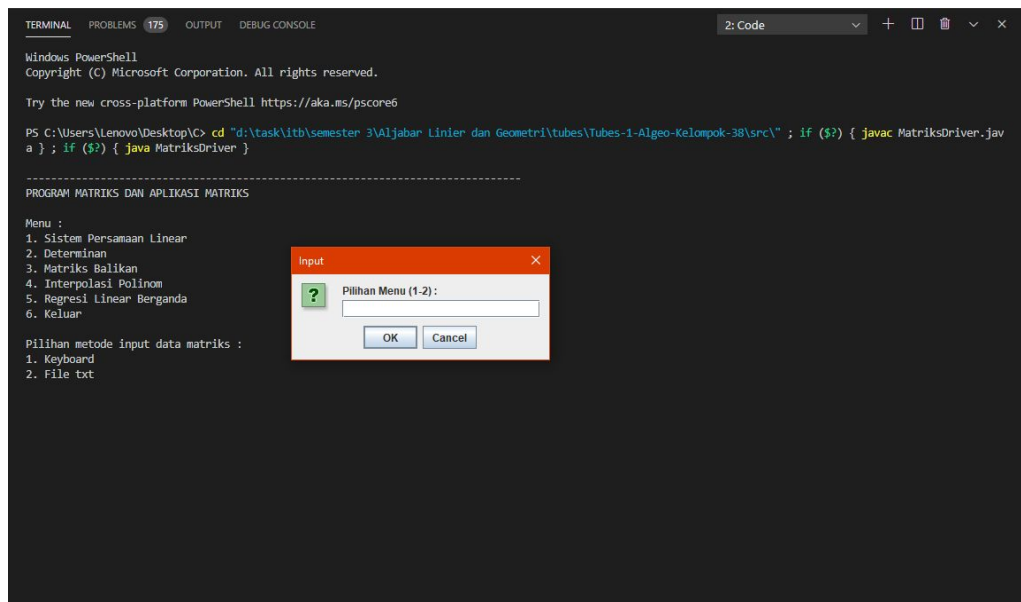 TERMINAL PROBLEMS 175 OUTPUT DEBUG CONSOLE 2: Code
Windows PowerShell
Copyright (C) Microsoft Corporation. All rights reserved.
Try the new cross-platform PowerShell https://aka.ms/pscore6
PS C:\Users\Lenovo\Desktop\C> cd "d:\task\itb\semester 3\Aljabar Linier dan Geometri\tubes\Tubes-1-Algeo-Kelompok-38\src\" ; if ($?) { javac MatriksDriver.jav
a } ; if ($?) { java MatriksDriver }
-------------------------------------------------------------------------------
PROGRAM MATRIKS DAN APLIKASI MATRIKS
Menu :
1. Sistem Persamaan Linear
2. Determinan
3. Matriks Balikan
4. Interpolasi Polinom
5. Regresi Linear Berganda
6. Keluar
Pilihan metode input data matriks :
1. Keyboard
2. File txt
Input
Pilihan Menu (1-2) :
OK Cancel